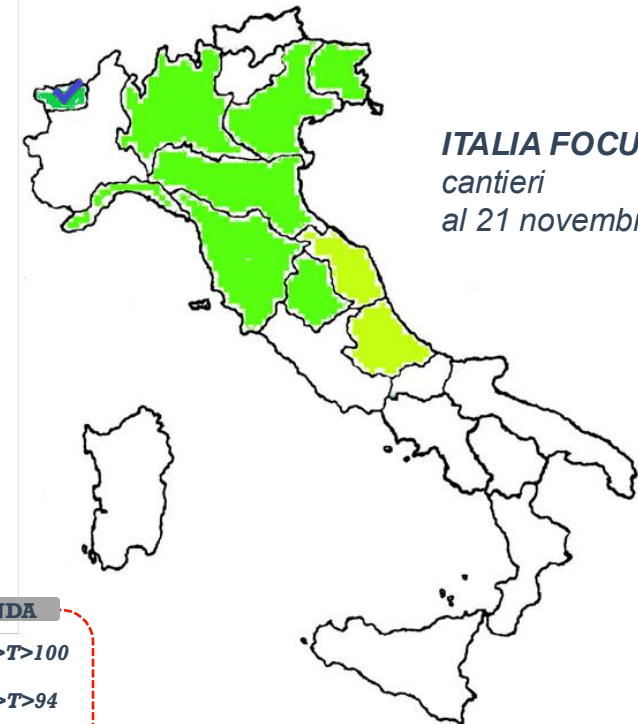 ITALIA FOCU
cantieri
al 21 novembr
NDA
>T>100
>T>94